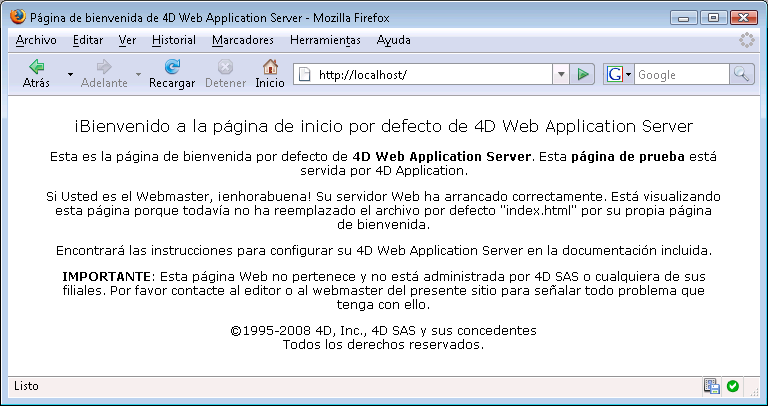 Página de bienvenida de 4D Web Application Server - Mozilla Firefox
Archivo Editar Ver Historial Marcadores Herramientas Ayuda
Atrás Adelante Recargar Detener Inicio http://localhost/ G Google
¡Bienvenido a la página de inicio por defecto de 4D Web Application Server
Esta es la página de bienvenida por defecto de 4D Web Application Server. Esta página de prueba está
servida por 4D Application.
Si Usted es el Webmaster, ¡enhorabuena! Su servidor Web ha arrancado correctamente. Está visualizando
esta página porque todavía no ha reemplazado el archivo por defecto "index.html" por su propia página
de bienvenida.
Encontrará las instrucciones para configurar su 4D Web Application Server en la documentación incluida.
IMPORTANTE: Esta página Web no pertenece y no está administrada por 4D SAS o cualquiera de sus
filiales. Por favor contacte al editor o al webmaster del presente sitio para señalar todo problema que
tenga con ello.
©1995-2008 4D, Inc., 4D SAS y sus concedentes
Todos los derechos reservados.
Listo